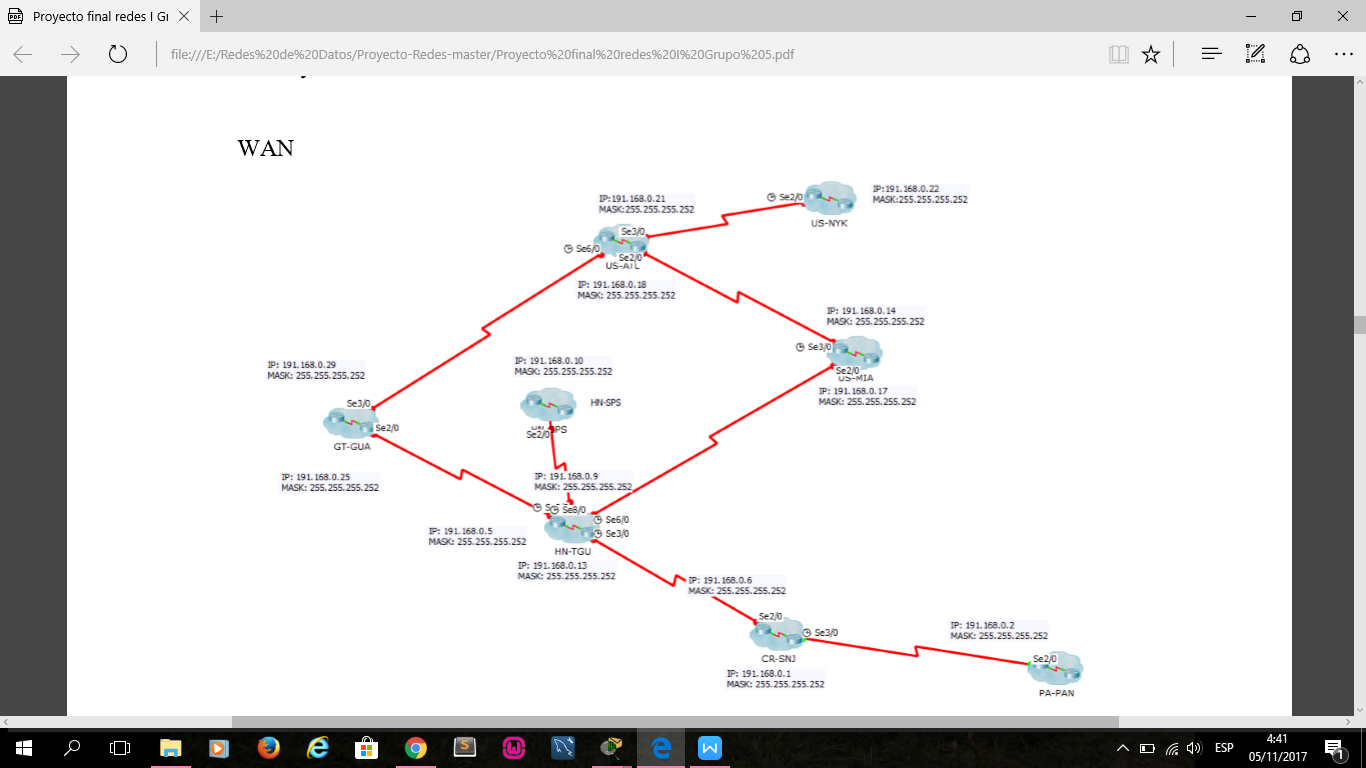 Proyecto final redes I Gr
file:///E:/Redes%20de%20Datos/Proyecto-Redes-master/Proyecto%20final%20redes%20I%20Grupo%205.pdf
WAN
IP:191.168.0.21
MASK:255.255.255.252
Se2/0
IP:191.168.0.22
MASK:255.255.255.252
US-NYK
Se3/0
Se6/0
Se2/0
US-ATL
IP: 191.168.0.18
MASK: 255.255.255.252
IP: 191.168.0.14
MASK: 255.255.255.252
Se3/0
Se2/0
US-MIA
IP: 191.168.0.17
MASK: 255.255.255.252
IP: 191.168.0.29
MASK: 255.255.255.252
IP: 191.168.0.10
MASK: 255.255.255.252
HN-SPS
HN-SPS
Se2/0
Se3/0
Se2/0
GT-GUA
IP: 191.168.0.25
MASK: 255.255.255.252
IP: 191.168.0.9
MASK: 255.255.255.252
Se8/0
Se6/0
Se3/0
HN-TGU
IP: 191.168.0.5
MASK: 255.255.255.252
IP: 191.168.0.13
MASK: 255.255.255.252
IP: 191.168.0.6
MASK: 255.255.255.252
Se2/0
Se3/0
CR-SNJ
IP: 191.168.0.1
MASK: 255.255.255.252
IP: 191.168.0.2
MASK: 255.255.255.252
Se2/0
PA-PAN
ESP
4:41
05/11/2017
1